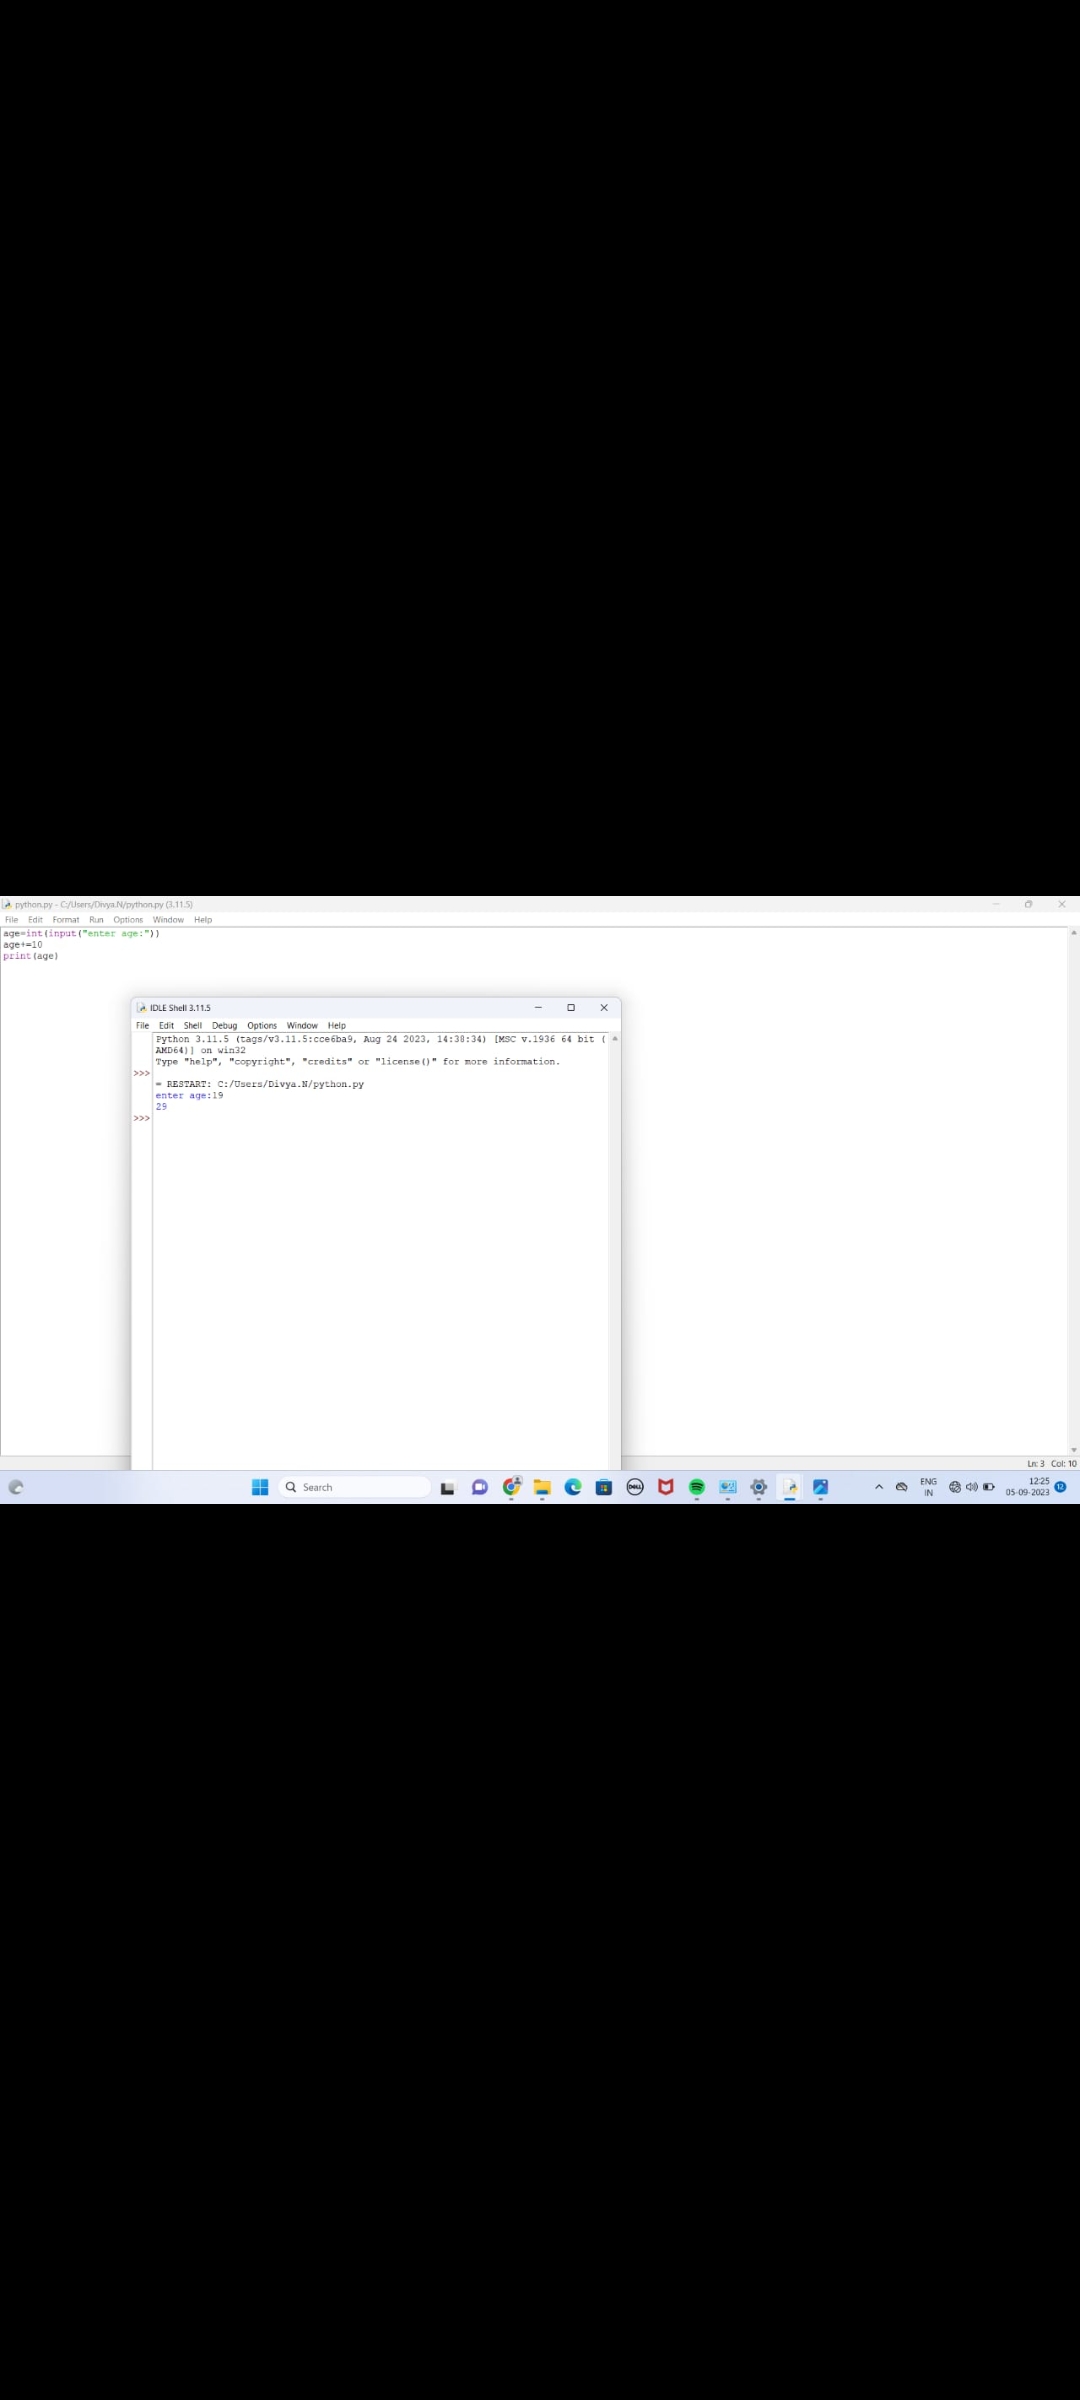 python.py - C:/Users/Divya.N/python.py (3.11.5)
File Edit Format Run Options Window Help
age=int(input("enter age:"))
age+=10
print(age)
IDLE Shell 3.11.5
File Edit Shell Debug Options Window Help
Python 3.11.5 (tags/v3.11.5:cce6ba9, Aug 24 2023, 14:38:34) [MSC v.1936 64 bit (
AMD64)] on win32
Type "help", "copyright", "credits" or "license()" for more information.
>>>
= RESTART: C:/Users/Divya.N/python.py
enter age:19
29
>>>
Ln: 3 Col: 10
Search
DELL
ENG
IN
12:25
05-09-2023
12